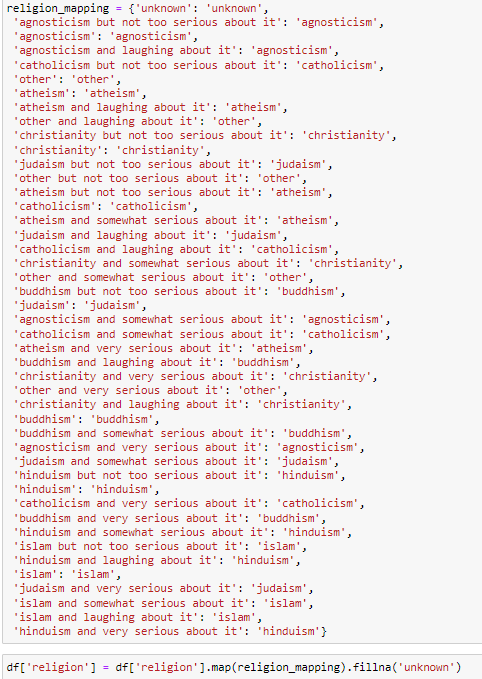 religion_mapping = {'unknown': 'unknown',
'agnosticism but not too serious about it': 'agnosticism',
'agnosticism': 'agnosticism',
'agnosticism and laughing about it': 'agnosticism',
'catholicism but not too serious about it': 'catholicism',
'other': 'other',
'atheism': 'atheism',
'atheism and laughing about it': 'atheism',
'other and laughing about it': 'other',
'christianity but not too serious about it': 'christianity',
'christianity': 'christianity',
'judaism but not too serious about it': 'judaism',
'other but not too serious about it': 'other',
'atheism but not too serious about it': 'atheism',
'catholicism': 'catholicism',
'atheism and somewhat serious about it': 'atheism',
'judaism and laughing about it': 'judaism',
'catholicism and laughing about it': 'catholicism',
'christianity and somewhat serious about it': 'christianity',
'other and somewhat serious about it': 'other',
'buddhism but not too serious about it': 'buddhism',
'judaism': 'judaism',
'agnosticism and somewhat serious about it': 'agnosticism',
'catholicism and somewhat serious about it': 'catholicism',
'atheism and very serious about it': 'atheism',
'buddhism and laughing about it': 'buddhism',
'christianity and very serious about it': 'christianity',
'other and very serious about it': 'other',
'christianity and laughing about it': 'christianity',
'buddhism': 'buddhism',
'buddhism and somewhat serious about it': 'buddhism',
'agnosticism and very serious about it': 'agnosticism',
'judaism and somewhat serious about it': 'judaism',
'hinduism but not too serious about it': 'hinduism',
'hinduism': 'hinduism',
'catholicism and very serious about it': 'catholicism',
'buddhism and very serious about it': 'buddhism',
'hinduism and somewhat serious about it': 'hinduism',
'islam but not too serious about it': 'islam',
'hinduism and laughing about it': 'hinduism',
'islam': 'islam',
'judaism and very serious about it': 'judaism',
'islam and somewhat serious about it': 'islam',
'islam and laughing about it': 'islam',
'hinduism and very serious about it': 'hinduism'}
df['religion'] = df['religion'].map(religion_mapping).fillna('unknown')